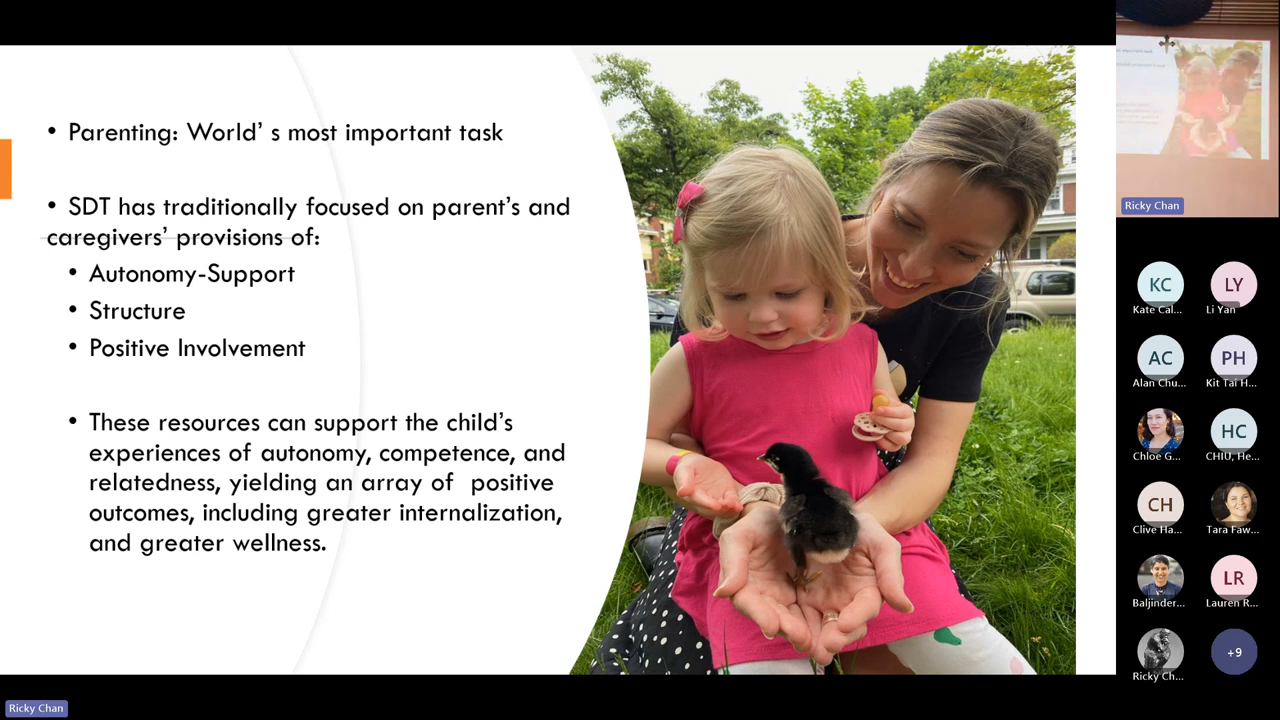 • Parenting: World’ s most important task
• SDT has traditionally focused on parent’s and
caregivers’ provisions of:
• Autonomy-Support
• Structure
• Positive Involvement
• These resources can support the child’s
experiences of autonomy, competence, and
relatedness, yielding an array of  positive
outcomes, including greater internalization,
and greater wellness.
Ricky Chan
Ricky Chan
KC
Kate Cal...
LY
Li Yan
AC
Alan Chu...
PH
Kit Tai H...
Chloe G...
HC
CHIU, He...
CH
Clive Ha...
Tara Faw...
Baljinder...
LR
Lauren R...
Ricky Ch...
+9